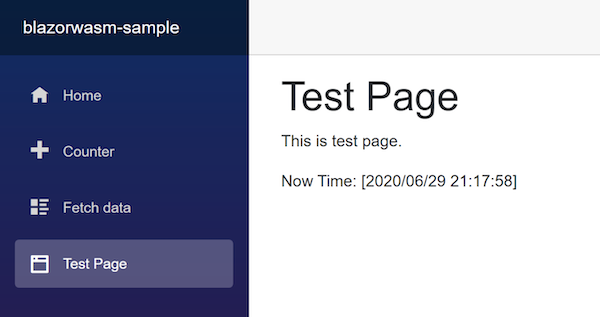 blazorwasm-sample
Home
Counter
Fetch data
Test Page
Test Page
This is test page.
Now Time: [2020/06/29 21:17:58]